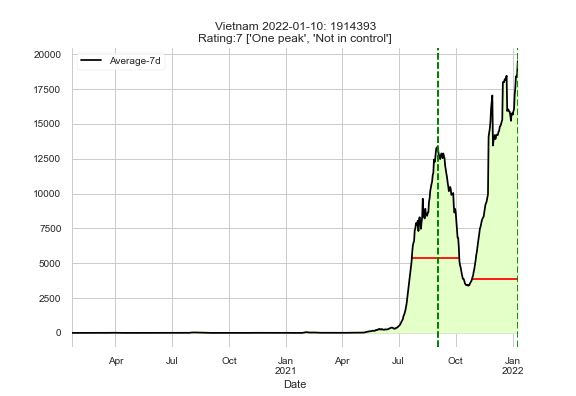 Vietnam 2022-01-10: 1914393
Rating:7 ['One peak', 'Not in control']
Average-7d
20000
17500
15000
12500
10000
7500
5000
2500
0
Apr Jul Oct Jan Apr Jul Oct Jan
2021 2022
Date